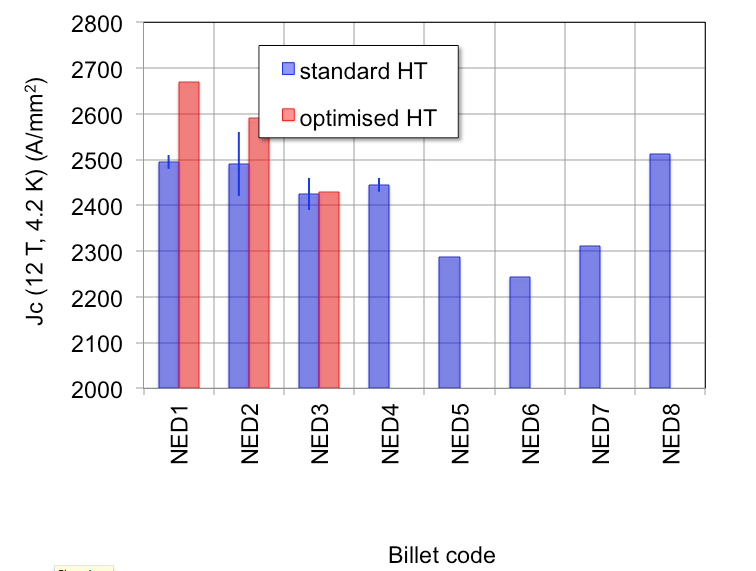 2800
2700
2600
2500
2400
2300
2200
2100
2000
Jc (12 T, 4.2 K) (A/mm²)
standard HT
optimised HT
NED1
NED2
NED3
NED4
NED5
NED6
NED7
NED8
Billet code